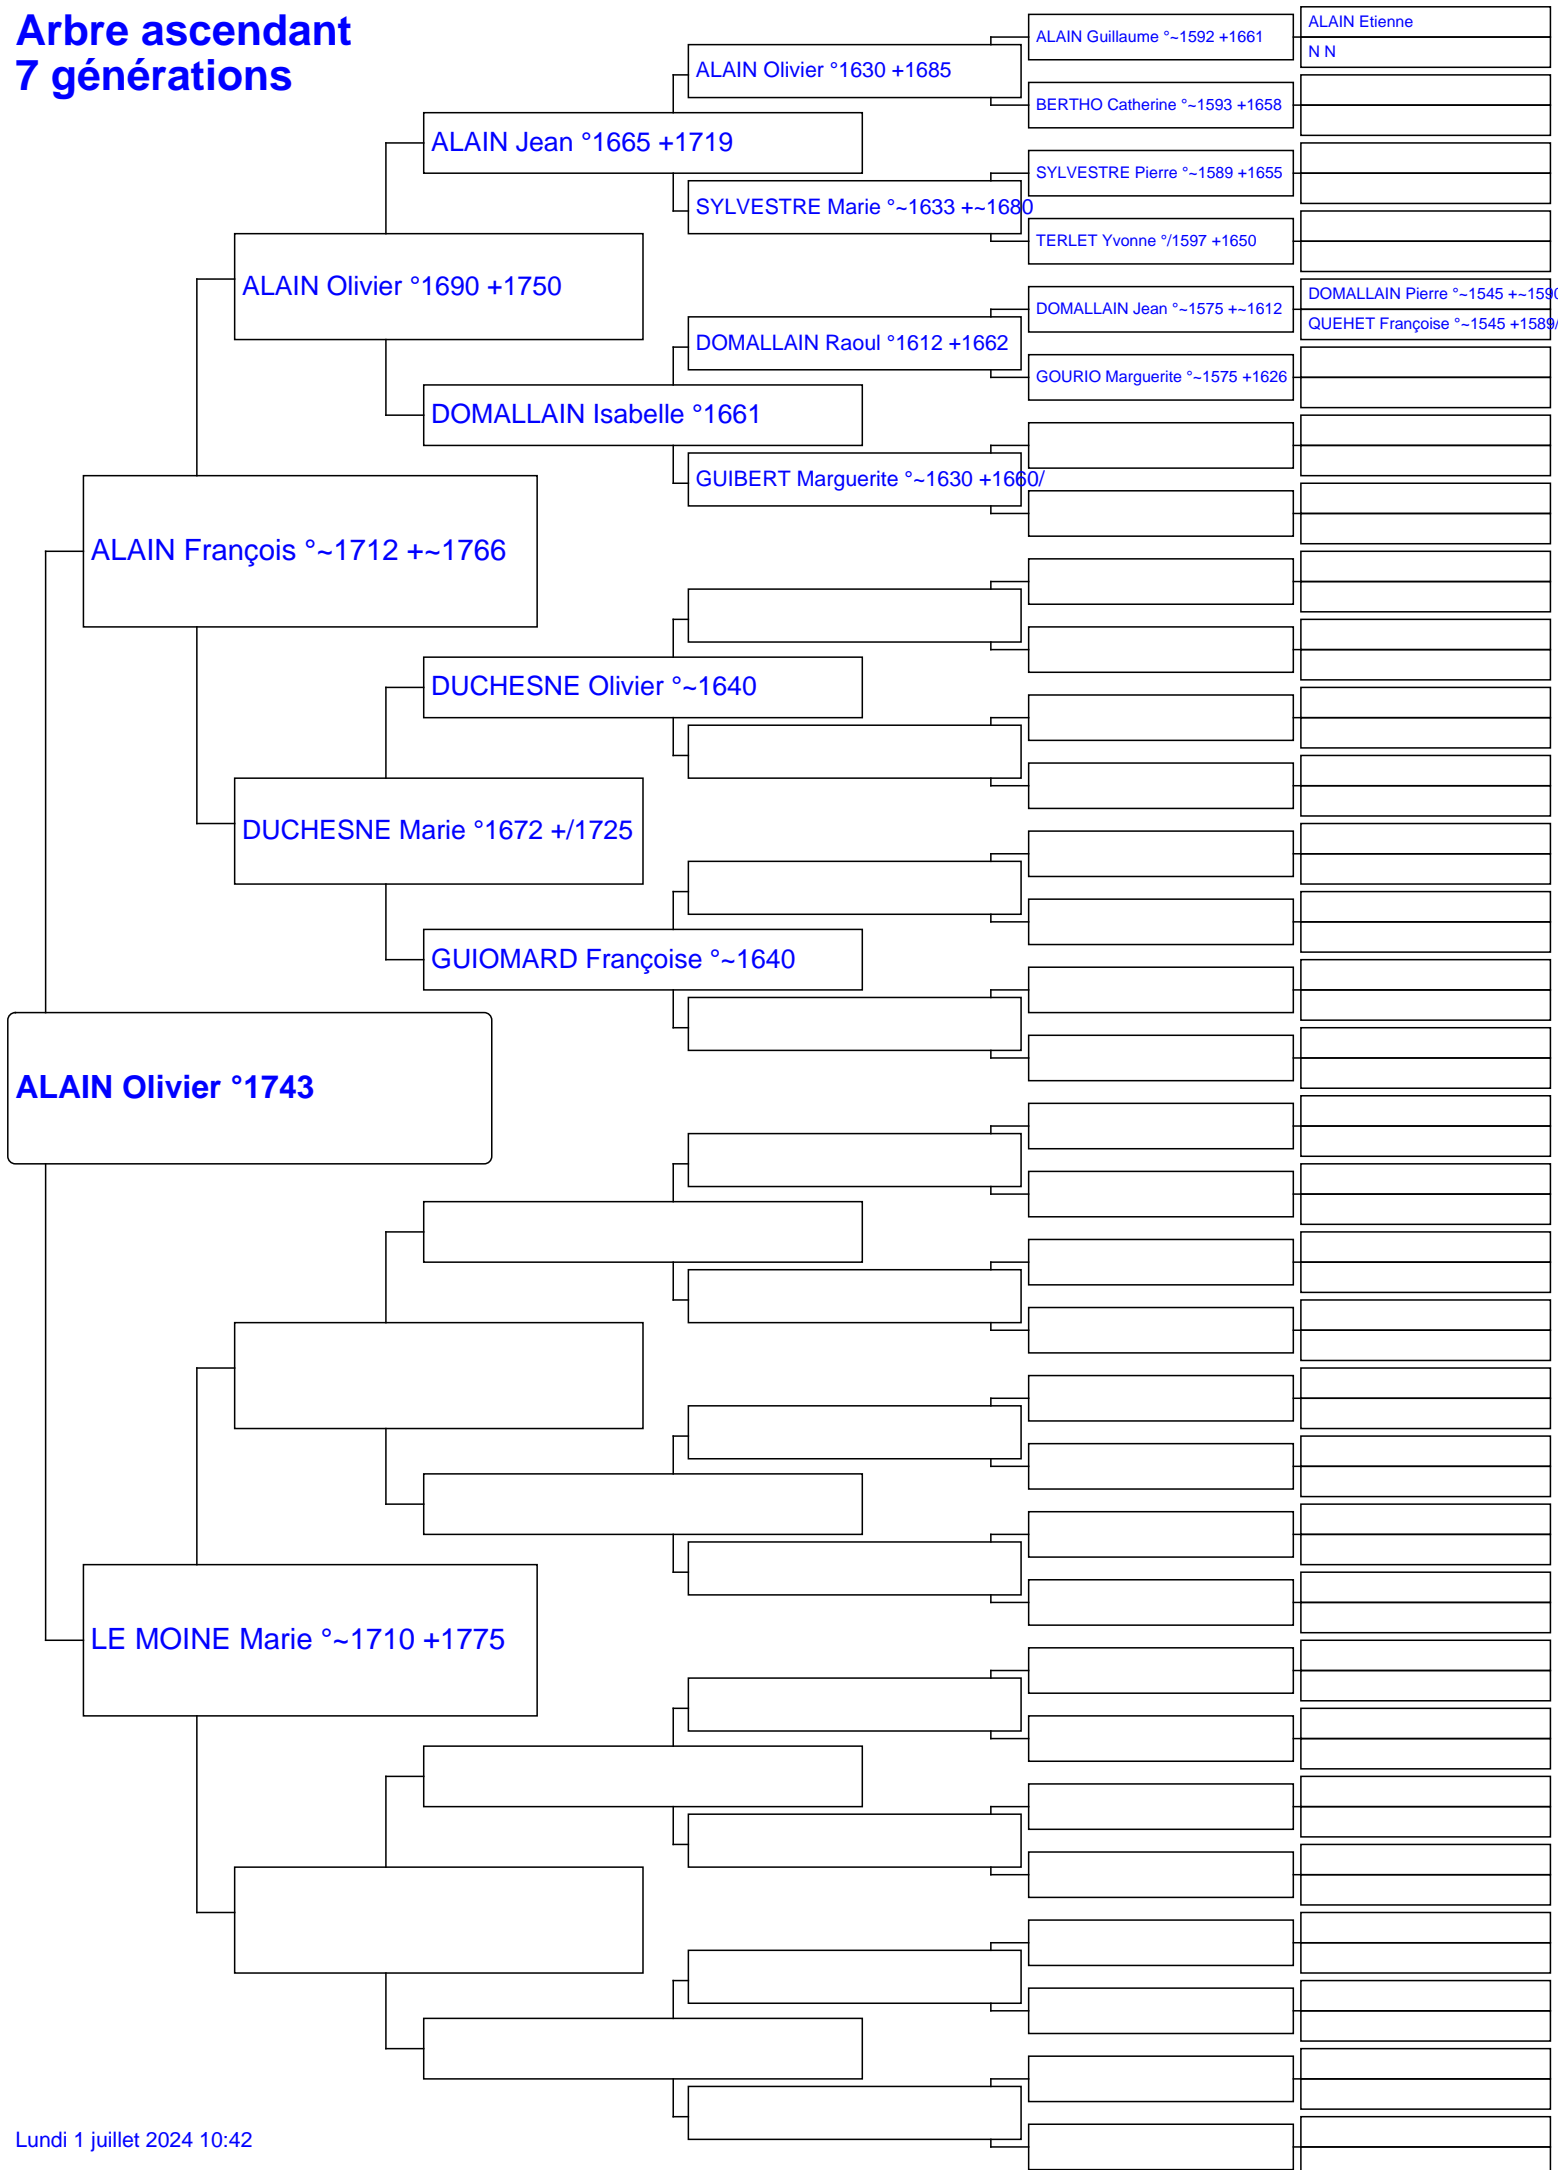 Arbre ascendant
7 générations
ALAIN Etienne
ALAIN Guillaume °~1592 +1661
N N
ALAIN Olivier °1630 +1685
BERTHO Catherine °~1593 +1658
ALAIN Jean °1665 +1719
SYLVESTRE Pierre °~1589 +1655
SYLVESTRE Marie °~1633 +~1680
TERLET Yvonne °/1597 +1650
ALAIN Olivier °1690 +1750
DOMALLAIN Pierre °~1545 +~1590
DOMALLAIN Jean °~1575 +~1612
QUEHET Françoise °~1545 +1589/
DOMALLAIN Raoul °1612 +1662
GOURIO Marguerite °~1575 +1626
DOMALLAIN Isabelle °1661
GUIBERT Marguerite °~1630 +1660/
ALAIN François °~1712 +~1766
DUCHESNE Olivier °~1640
DUCHESNE Marie °1672 +/1725
GUIOMARD Françoise °~1640
ALAIN Olivier °1743
LE MOINE Marie °~1710 +1775
Lundi 1 juillet 2024 10:42